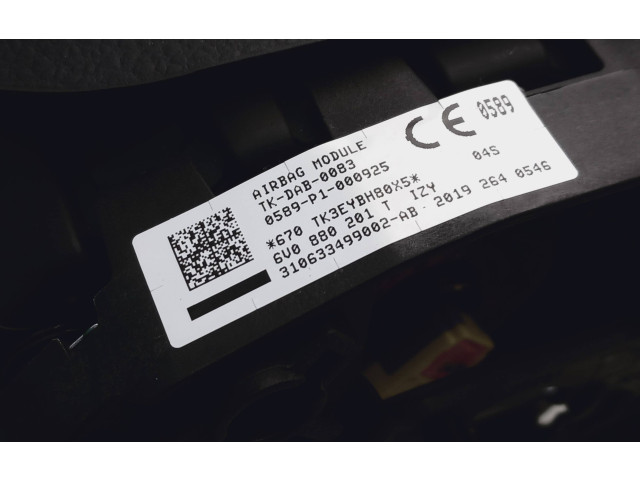 AIRBAG MODULE
TK-DAB-0083
0589-P1-000925
CE 0589
04S
*670 TK3EYBH80X5*
6V0 880 201 T IZY
310633499002-AB 2019 264 0546